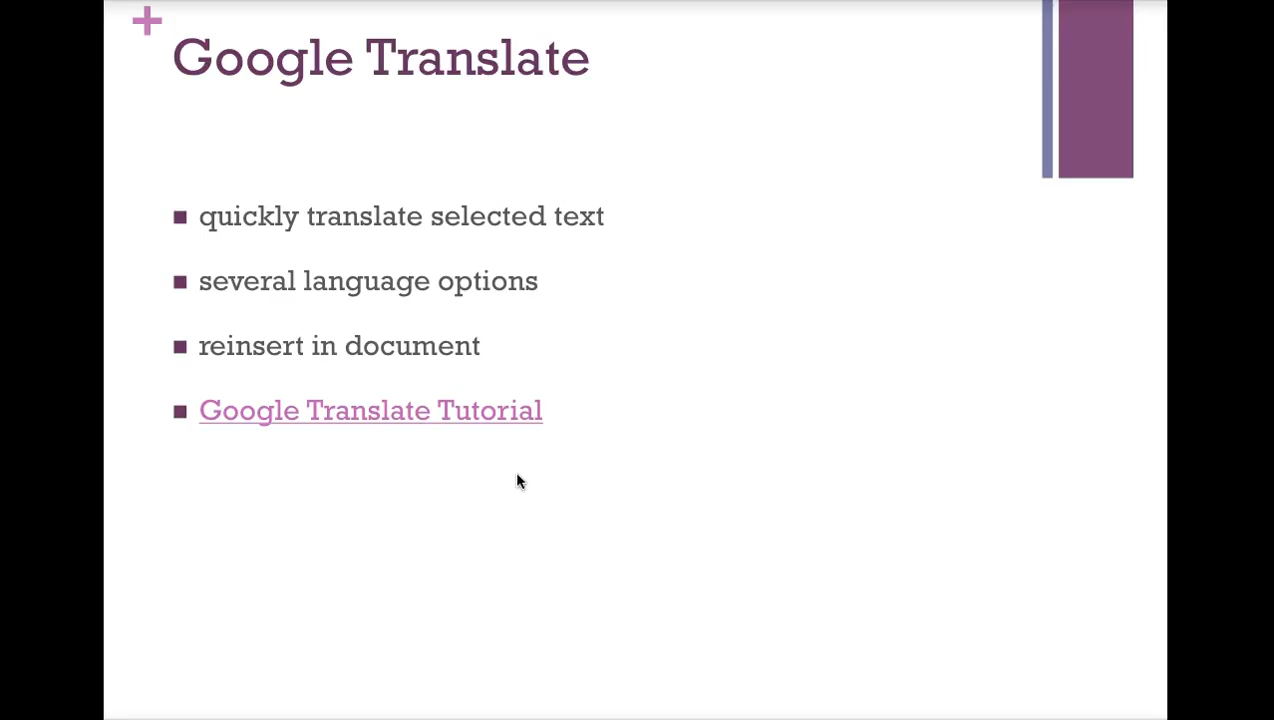 +
Google Translate
quickly translate selected text
several language options
reinsert in document
Google Translate Tutorial